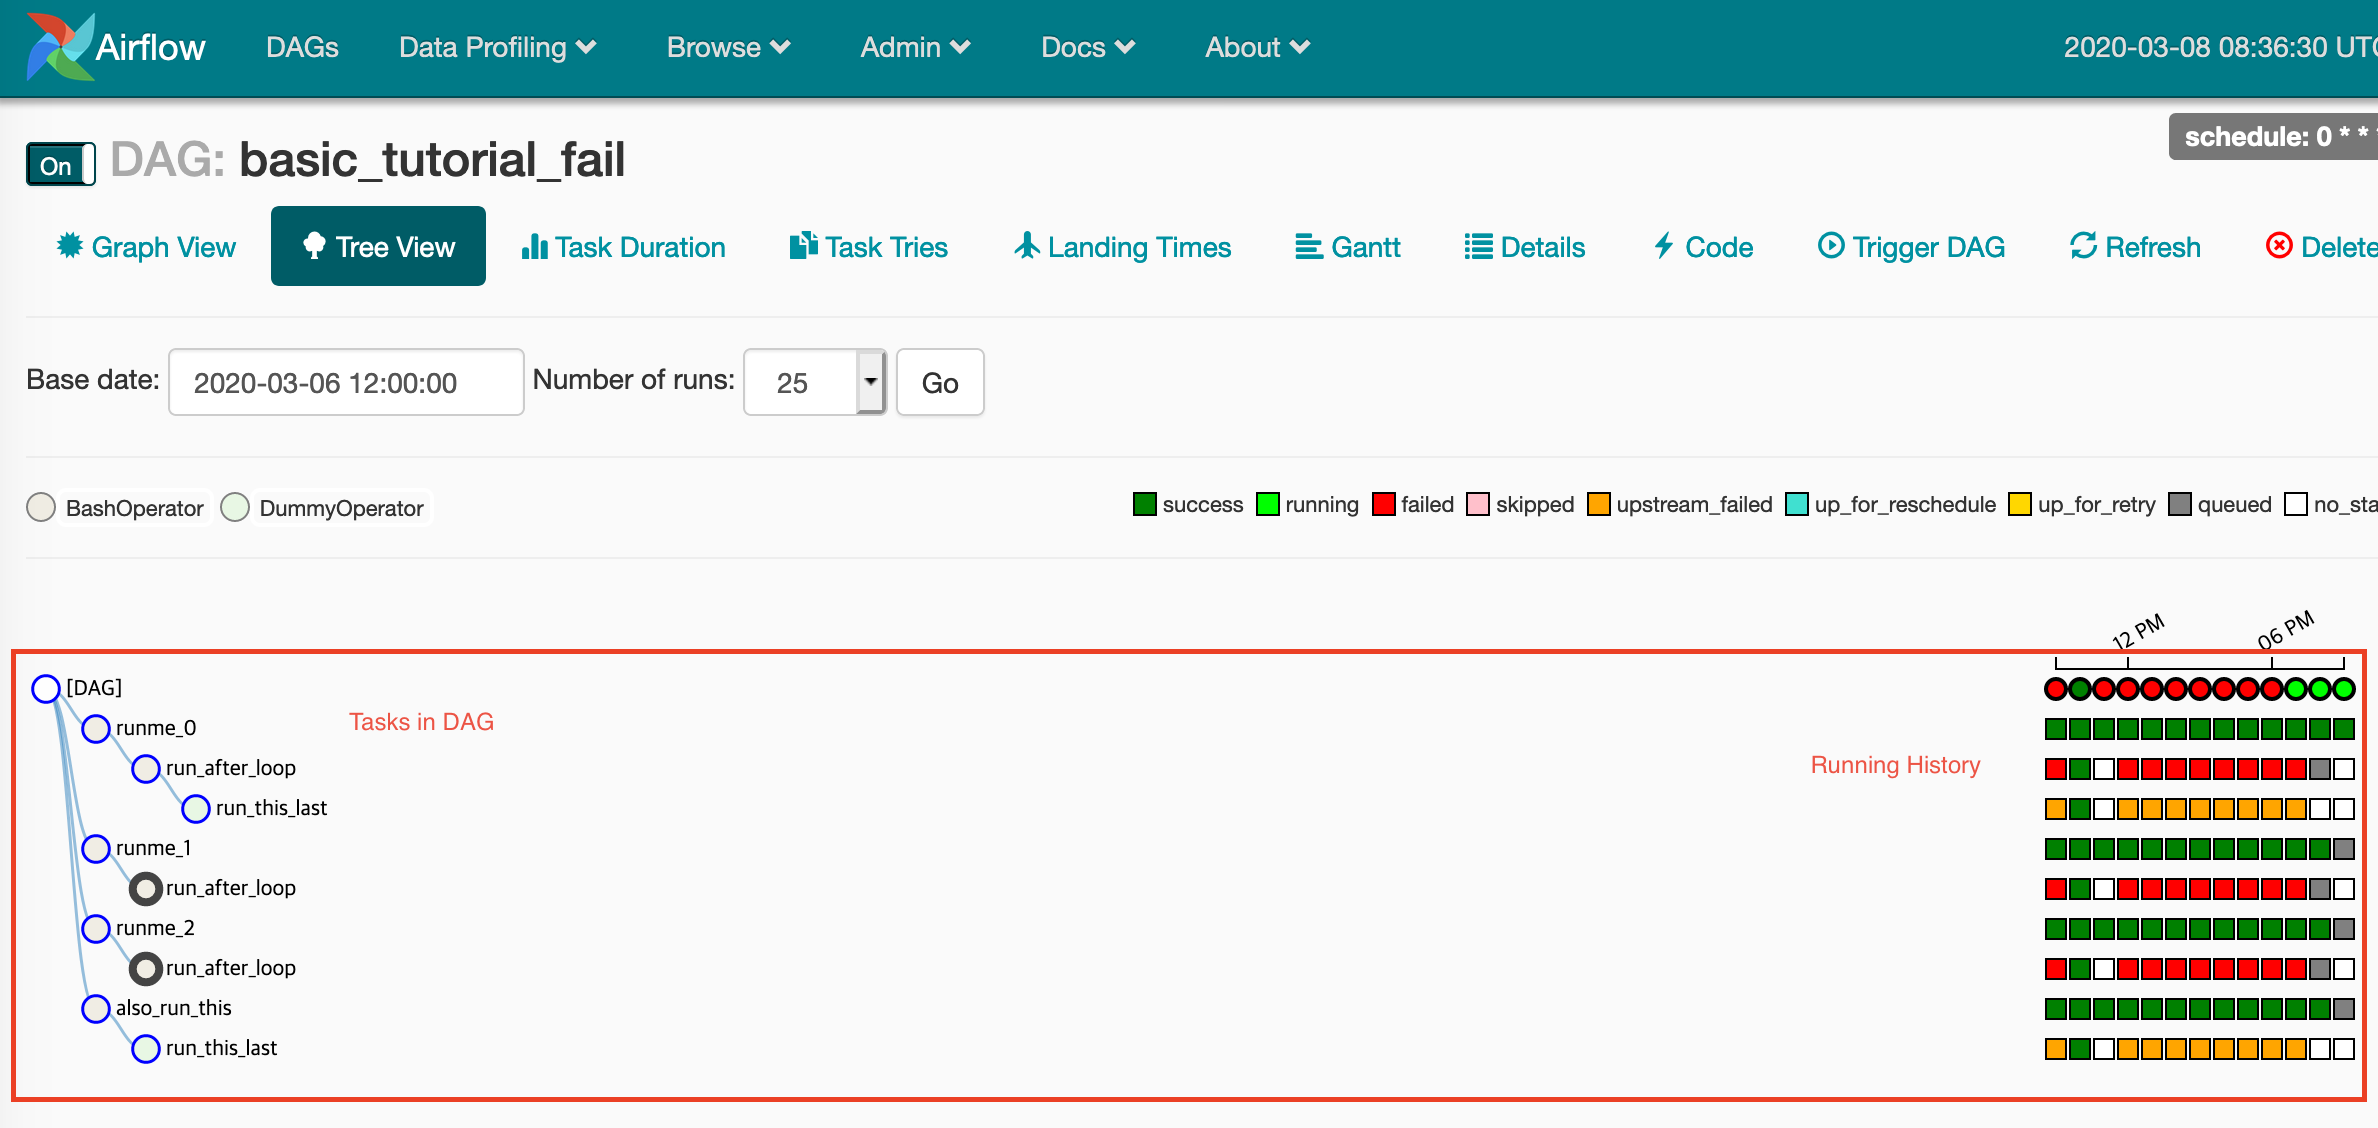 Airflow DAGs Data Profiling Browse Admin Docs About 2020-03-08 08:36:30
On DAG: basic_tutorial_fail schedule: 0 * *
Graph View Tree View Task Duration Task Tries Landing Times Gantt Details Code Trigger DAG Refresh Delete
Base date: 2020-03-06 12:00:00 Number of runs: 25 Go
BashOperator DummyOperator success running failed skipped upstream_failed up_for_reschedule up_for_retry queued
12 PM 06 PM
[DAG]
runme_0
Tasks in DAG
run_after_loop
Running History
run_this_last
runme_1
run_after_loop
runme_2
run_after_loop
also_run_this
run_this_last